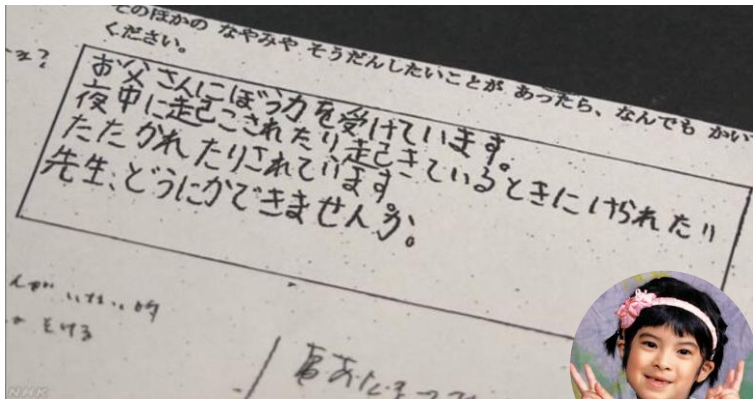 そのほかの なやみや そうだんしたいことが あったら、なんでも かい
ください。
お父さんにぼう力を受けています。
夜中に起こされたり起きているときにけられたり
たたかれたりされています。
先生、どうにかできませんか。
NHK